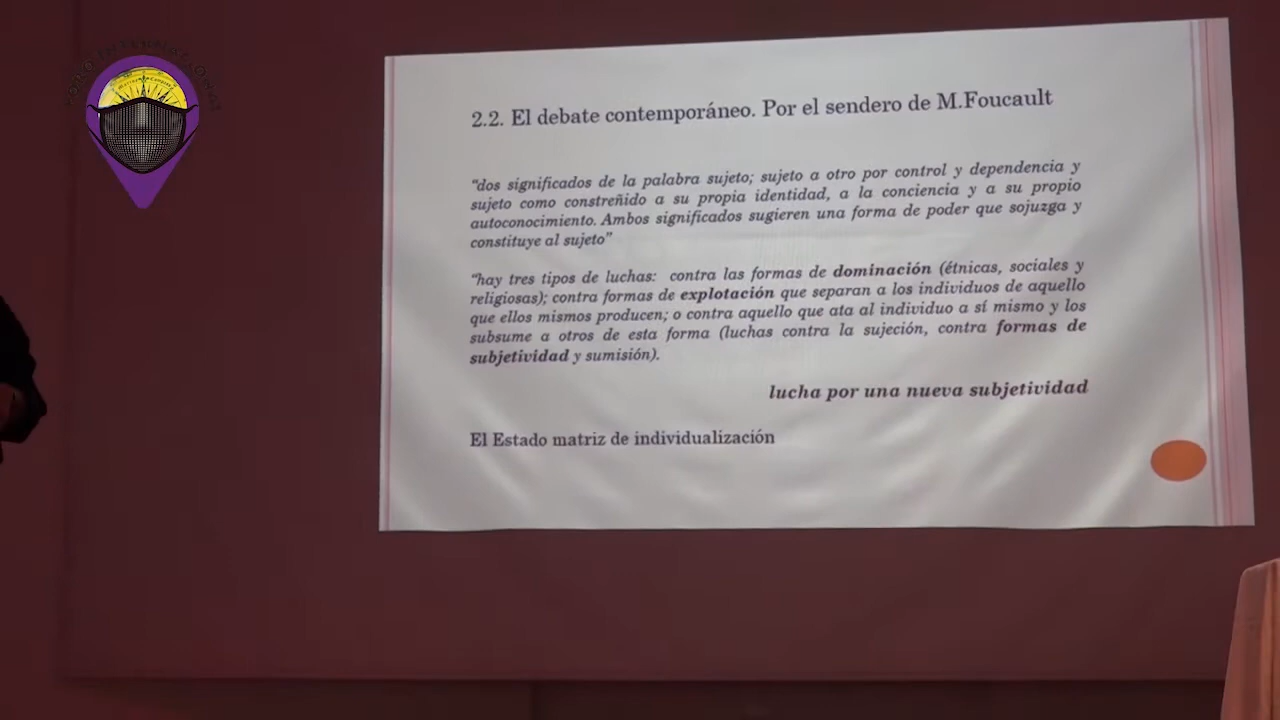 FORO INTERNACIONAL
2.2. El debate contemporáneo. Por el sendero de M.Foucault
"dos significados de la palabra sujeto; sujeto a otro por control y dependencia y
sujeto como constreñido a su propia identidad, a la conciencia y a su propio
autoconocimiento. Ambos significados sugieren una forma de poder que sojuzga y
constituye al sujeto"
"hay tres tipos de luchas: contra las formas de dominación (étnicas, sociales y
religiosas); contra formas de explotación que separan a los individuos de aquello
que ellos mismos producen; o contra aquello que ata al individuo a sí mismo y los
subsume a otros de esta forma (luchas contra la sujeción, contra formas de
subjetividad y sumisión).
lucha por una nueva subjetividad
El Estado matriz de individualización